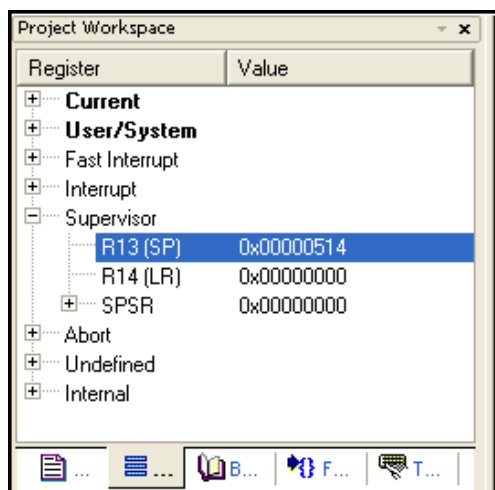 Project Workspace
Register Value
Current
User/System
Fast Interrupt
Interrupt
Supervisor
R13 (SP) 0x00000514
R14 (LR) 0x00000000
SPSR 0x00000000
Abort
Undefined
Internal
... ... B... {} F... T...